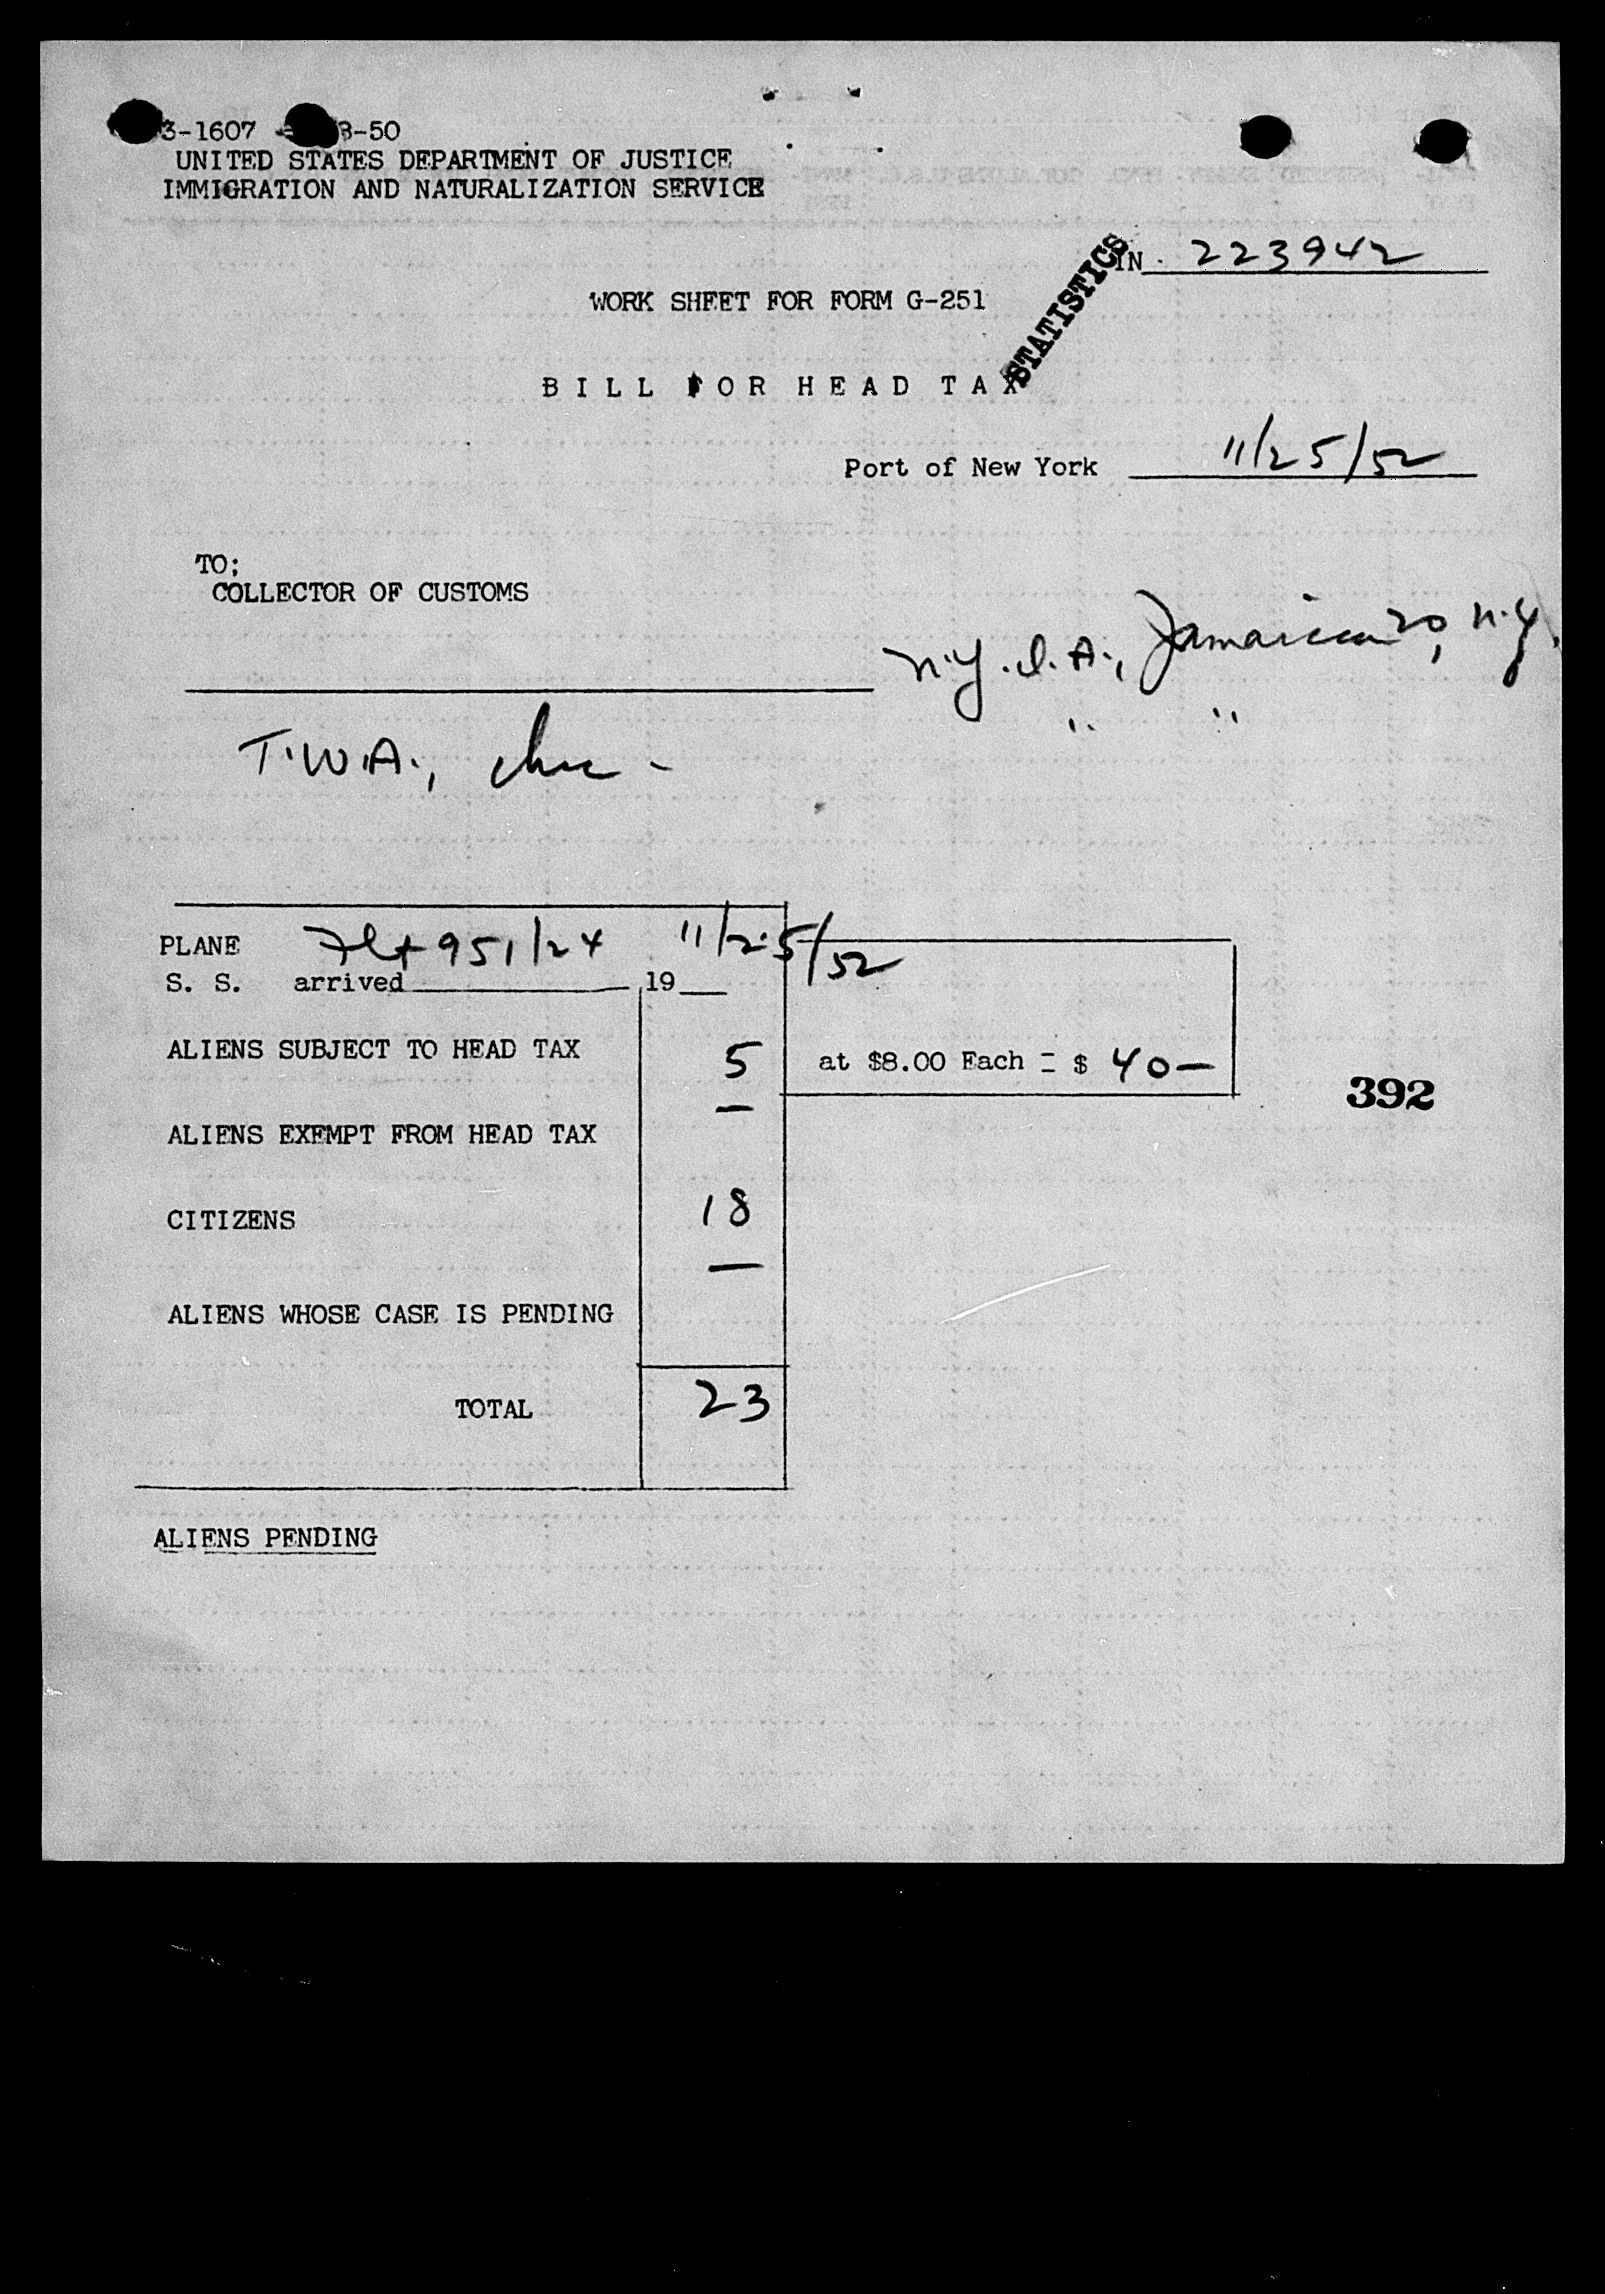 3-1607 8-50
UNITED STATES DEPARTMENT OF JUSTICE
IMMIGRATION AND NATURALIZATION SERVICE
STATISTICS
IN 223942
WORK SHEET FOR FORM G-251
BILL FOR HEAD TAX
Port of New York 11/25/52
TO;
COLLECTOR OF CUSTOMS
N.Y.I.A., Jamaica 20, N.Y.
" "
T.W.A., Inc.
PLANE Flt 951/24 11/25/52
S. S. arrived 19
ALIENS SUBJECT TO HEAD TAX 5 at $8.00 Each = $ 40—
392
ALIENS EXEMPT FROM HEAD TAX —
CITIZENS 18
ALIENS WHOSE CASE IS PENDING —
TOTAL 23
ALIENS PENDING